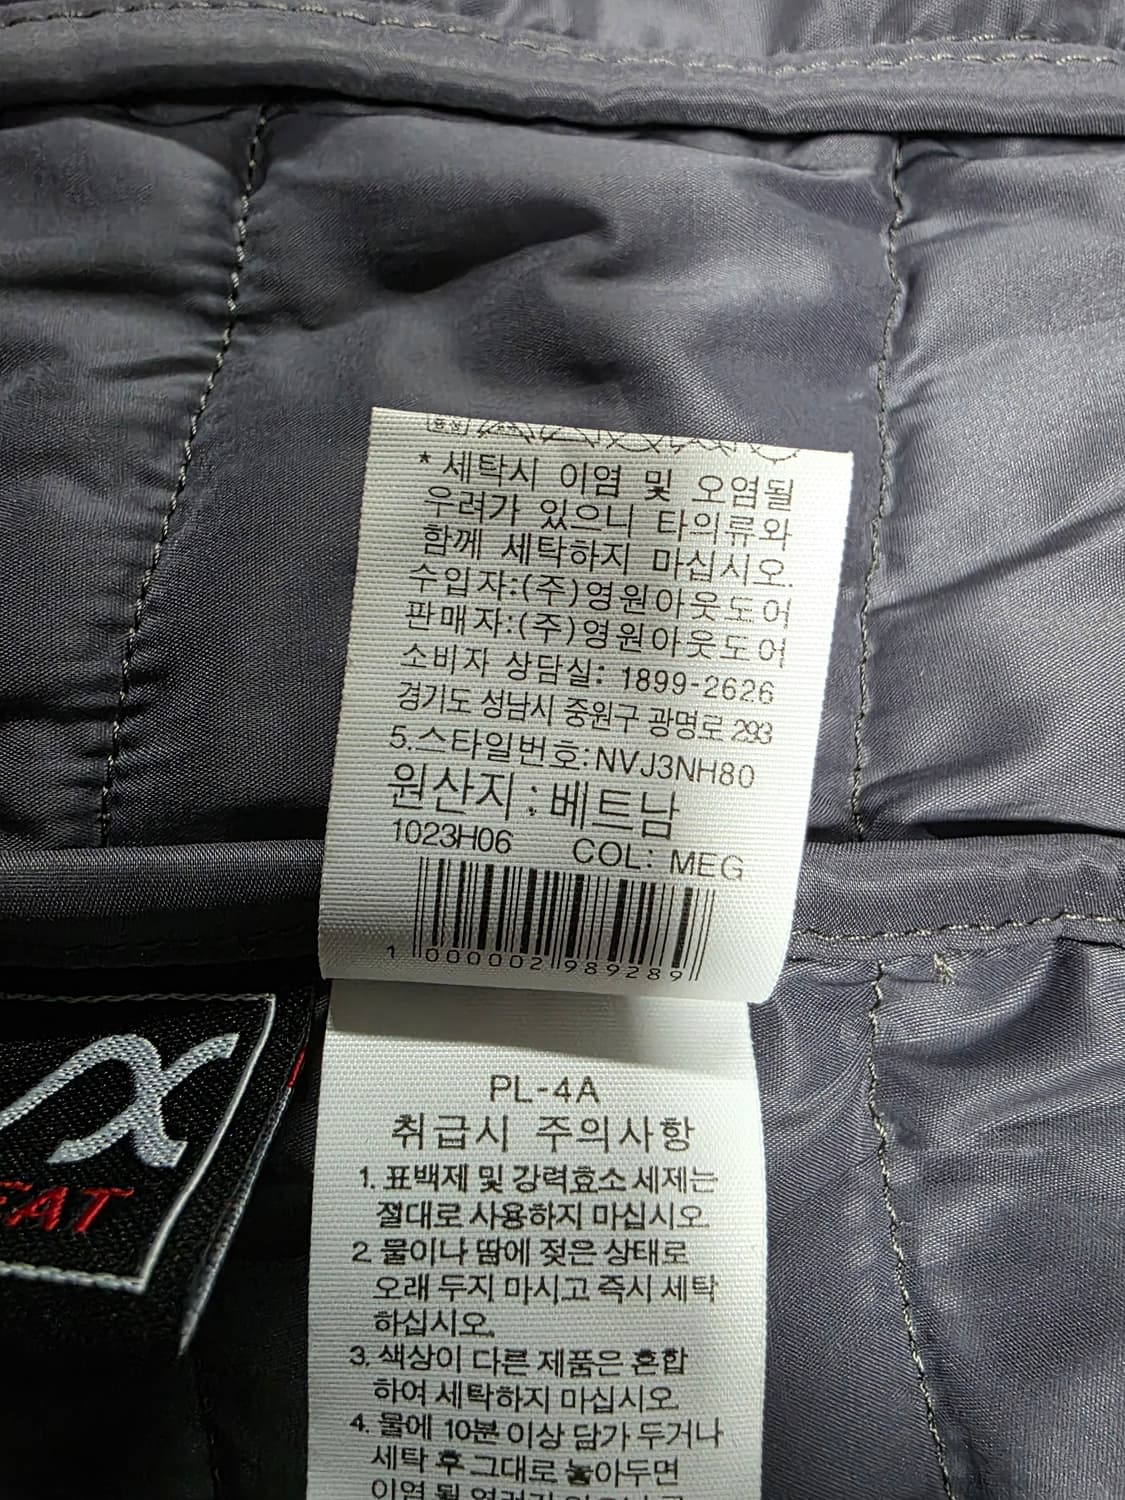 * 세탁시 이염 및 오염될
우려가 있으니 타의류와
함께 세탁하지 마십시오.
수입자:(주)영원아웃도어
판매자:(주)영원아웃도어
소비자 상담실: 1899-2626
경기도 성남시 중원구 광명로 293
5.스타일번호:NVJ3NH80
원산지:베트남
1023H06 COL: MEG
1 000002 989289
X
PL-4A
취급시 주의사항
1. 표백제 및 강력효소세제는
절대로 사용하지 마십시오.
2. 물이나 땀에 젖은 상태로
오래 두지 마시고 즉시 세탁
하십시오.
3. 색상이 다른 제품은 혼합
하여 세탁하지 마십시오.
4. 물에 10분 이상 담가 두거나
세탁 후 그대로 놓아두면
이염 될